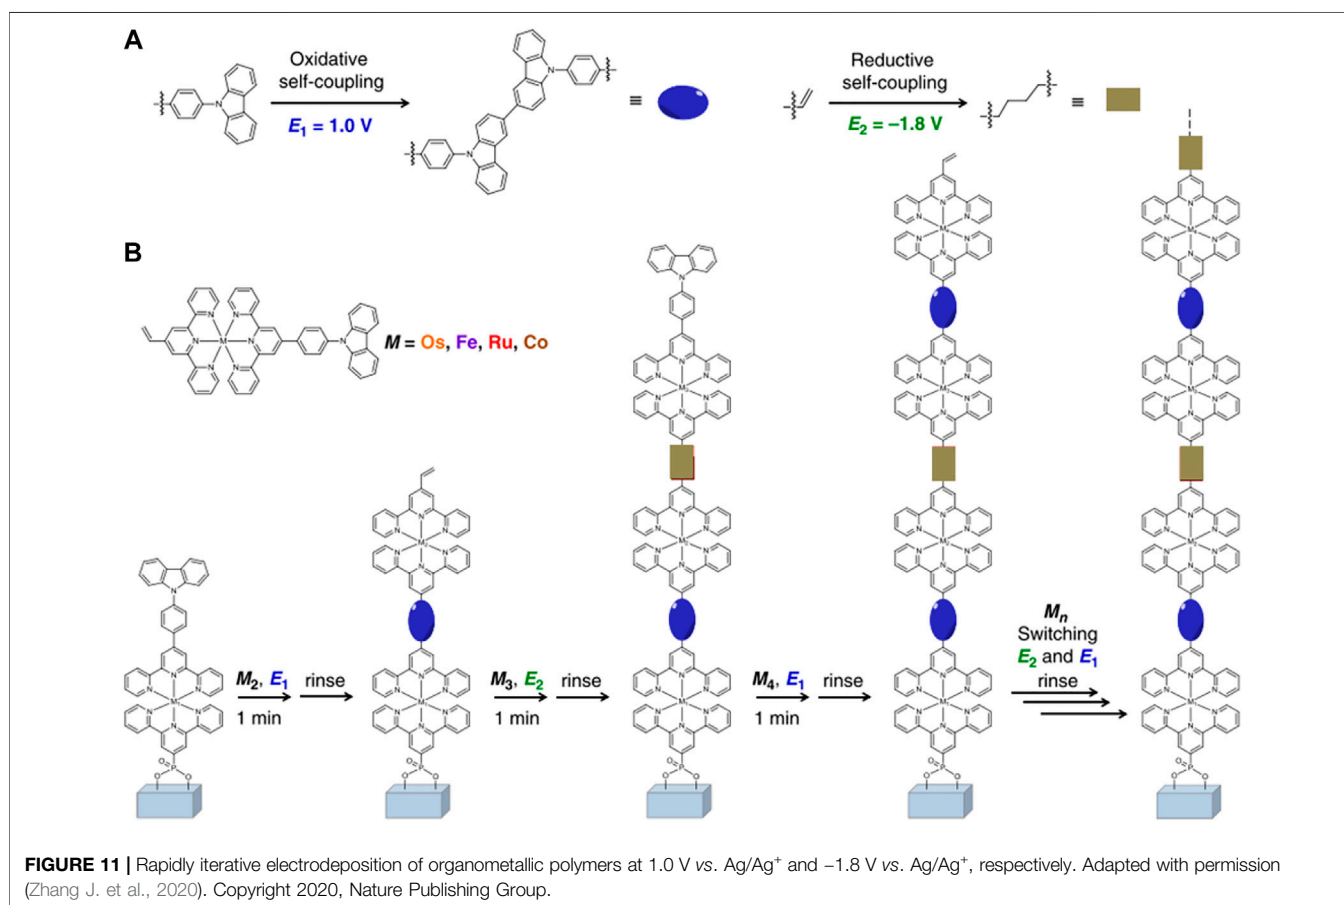 A
Oxidative
self-coupling
E₁ = 1.0 V
≡
Reductive
self-coupling
E₂ = −1.8 V
≡
B
M = Os, Fe, Ru, Co
M₂, E₁
1 min
rinse
M₃, E₂
1 min
rinse
M₄, E₁
1 min
rinse
Mₙ
Switching
E₂ and E₁
rinse
FIGURE 11 | Rapidly iterative electrodeposition of organometallic polymers at 1.0 V vs. Ag/Ag⁺ and −1.8 V vs. Ag/Ag⁺, respectively. Adapted with permission
(Zhang J. et al., 2020). Copyright 2020, Nature Publishing Group.